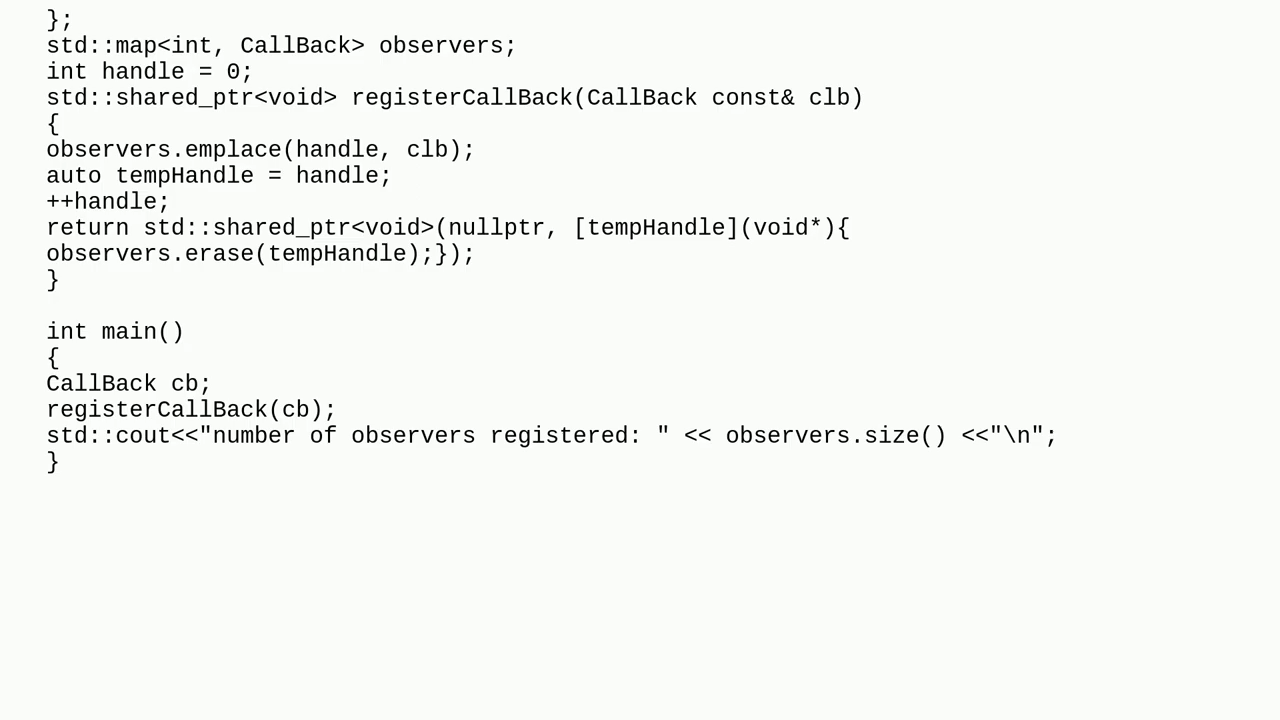 };
std::map<int, CallBack> observers;
int handle = 0;
std::shared_ptr<void> registerCallBack(CallBack const& clb)
{
observers.emplace(handle, clb);
auto tempHandle = handle;
++handle;
return std::shared_ptr<void>(nullptr, [tempHandle](void*){
observers.erase(tempHandle);});
}
int main()
{
CallBack cb;
registerCallBack(cb);
std::cout<<"number of observers registered: " << observers.size() <<"\n";
}